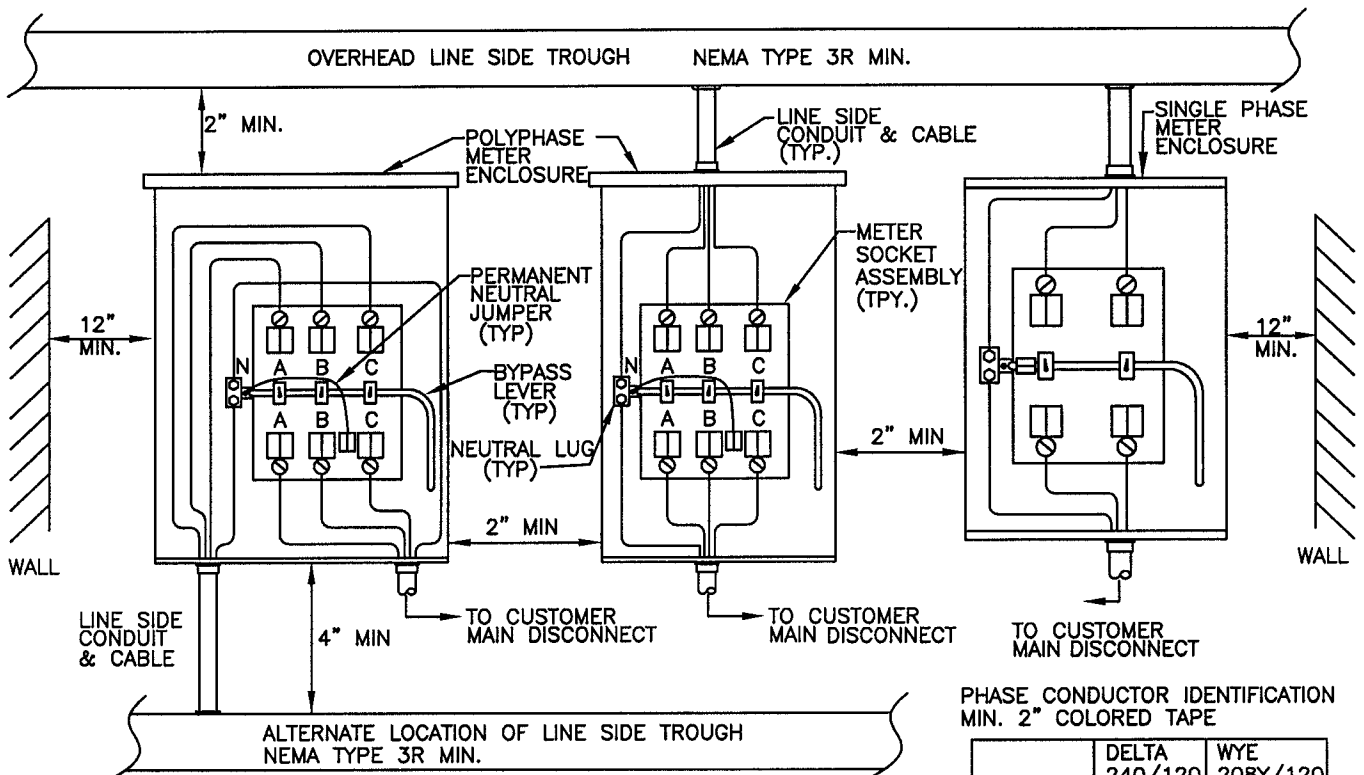 OVERHEAD LINE SIDE TROUGH NEMA TYPE 3R MIN.
2" MIN.
POLYPHASE
METER
ENCLOSURE
LINE SIDE
CONDUIT & CABLE
(TYP.)
SINGLE PHASE
METER
ENCLOSURE
METER
SOCKET
ASSEMBLY
(TPY.)
PERMANENT
NEUTRAL
JUMPER
(TYP)
12"
MIN.
12"
MIN.
N A B C
A B C
N A B C
A B C
BYPASS
LEVER
(TYP)
NEUTRAL LUG
(TYP)
2" MIN
2" MIN
WALL
WALL
LINE SIDE
CONDUIT
& CABLE
4" MIN
TO CUSTOMER
MAIN DISCONNECT
TO CUSTOMER
MAIN DISCONNECT
TO CUSTOMER
MAIN DISCONNECT
ALTERNATE LOCATION OF LINE SIDE TROUGH
NEMA TYPE 3R MIN.
PHASE CONDUCTOR IDENTIFICATION
MIN. 2" COLORED TAPE
DELTA WYE
240/120 208Y/120